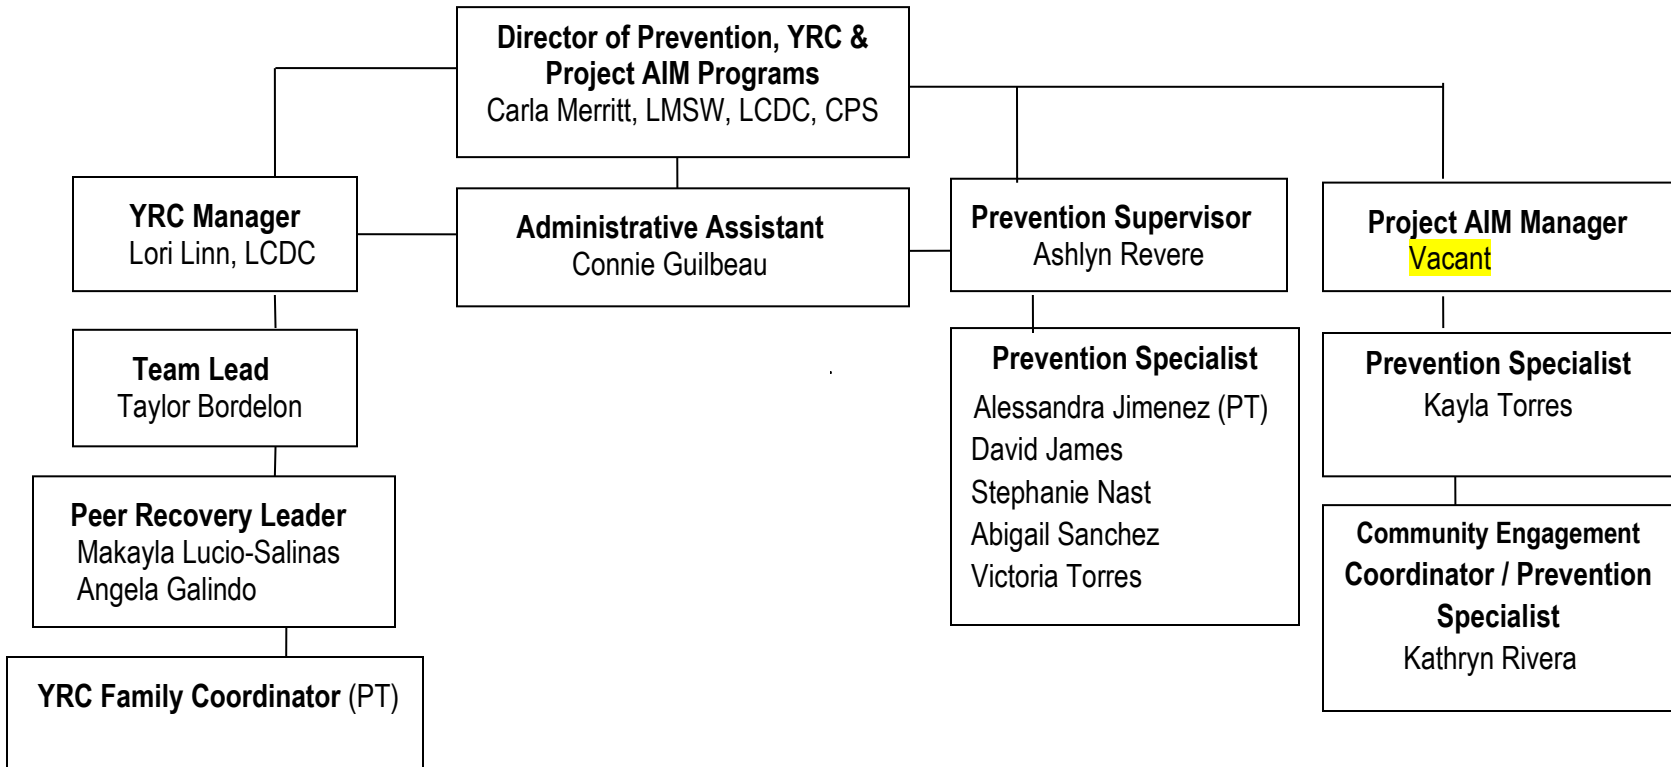 Director of Prevention, YRC &
Project AIM Programs
Carla Merritt, LMSW, LCDC, CPS
YRC Manager
Lori Linn, LCDC
Administrative Assistant
Connie Guilbeau
Prevention Supervisor
Ashlyn Revere
Project AIM Manager
Vacant
Team Lead
Taylor Bordelon
Peer Recovery Leader
Makayla Lucio-Salinas
Angela Galindo
YRC Family Coordinator (PT)
Prevention Specialist
Alessandra Jimenez (PT)
David James
Stephanie Nast
Abigail Sanchez
Victoria Torres
Prevention Specialist
Kayla Torres
Community Engagement
Coordinator / Prevention
Specialist
Kathryn Rivera